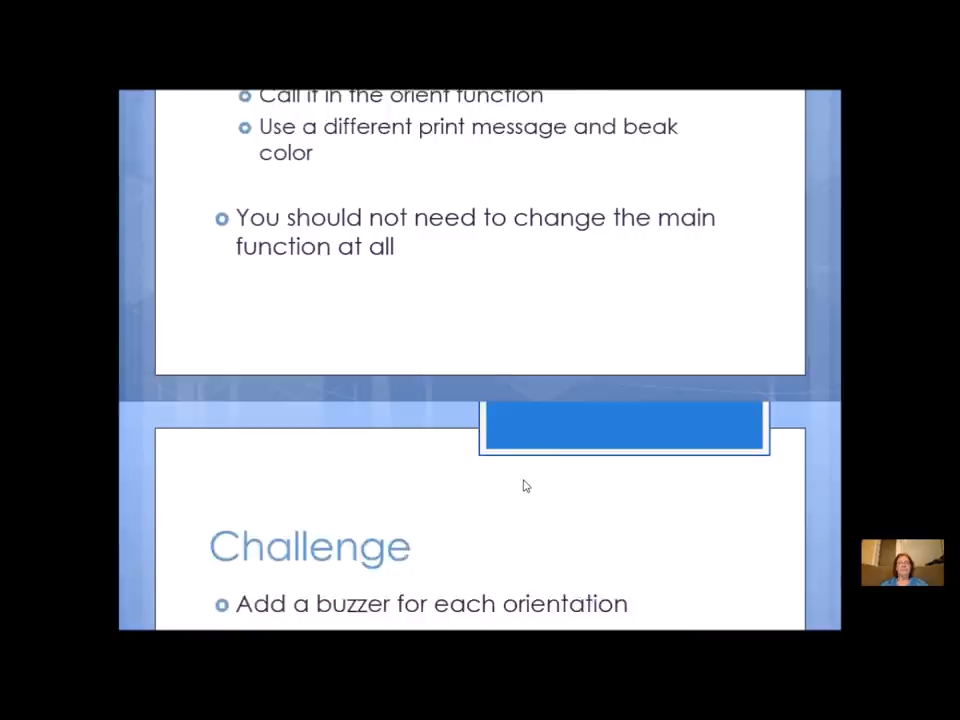 Call it in the orient function
Use a different print message and beak
color
You should not need to change the main
function at all
Challenge
Add a buzzer for each orientation